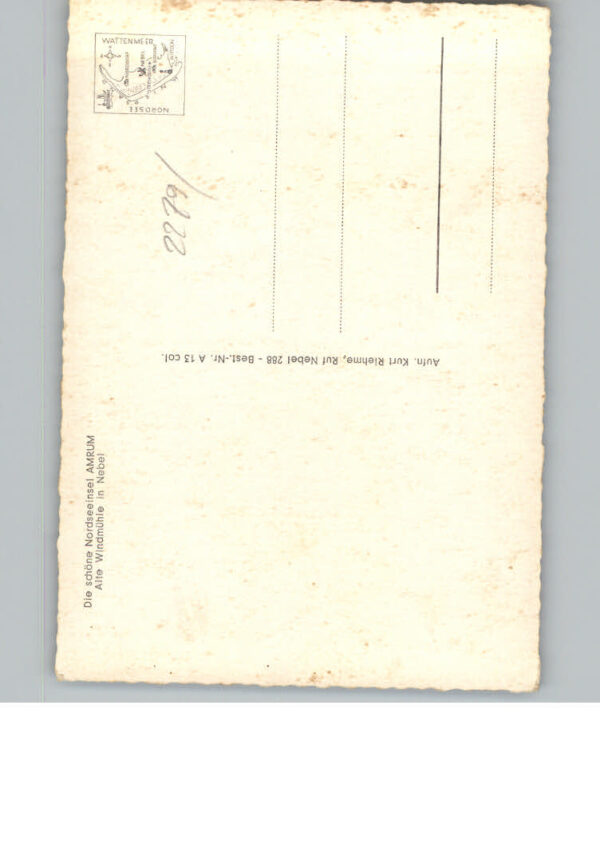 Die schöne Nordseeinsel AMRUM
Alte Windmühle in Nebel
Aufn. Kurt Riehme, Ruf Nebel 288 - Best.-Nr. A 13 col.
2279/
WATTENMEER
NORDSEE